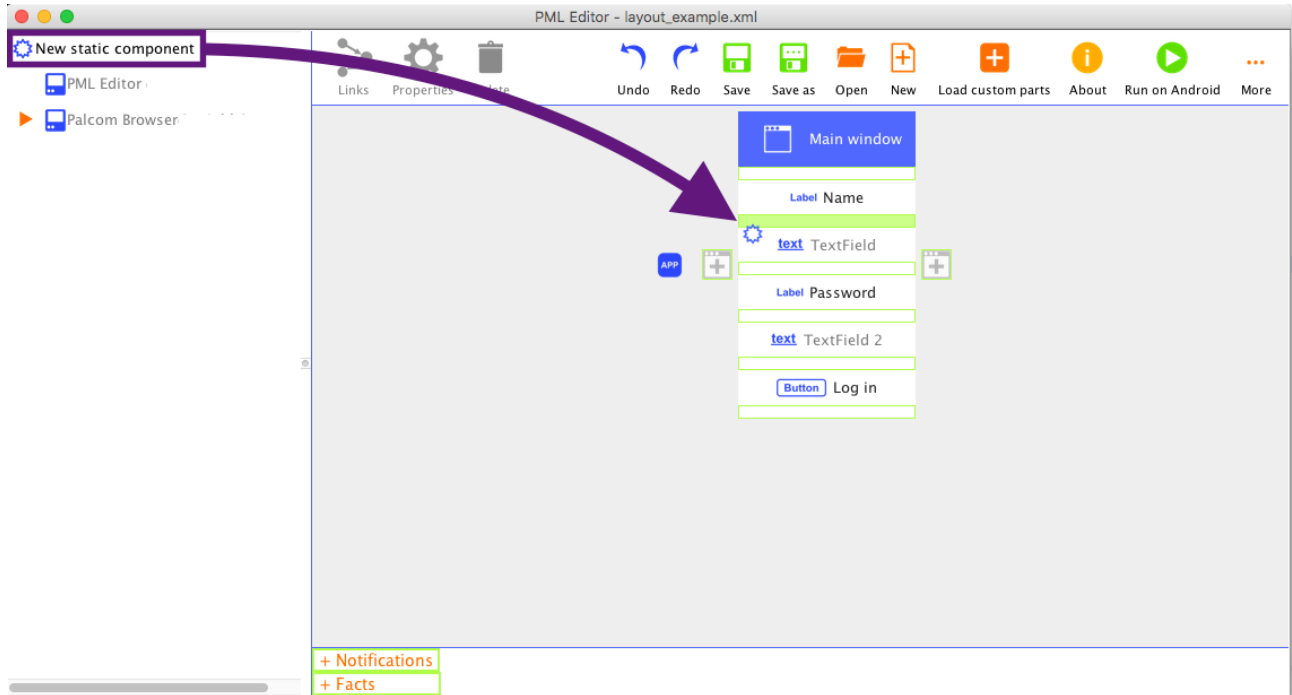 PML Editor - layout_example.xml
New static component
PML Editor
Palcom Browser
Links Properties
Undo Redo Save Save as Open New Load custom parts About Run on Android More
Main window
Label Name
text TextField
APP
Label Password
text TextField 2
Button Log in
+ Notifications
+ Facts